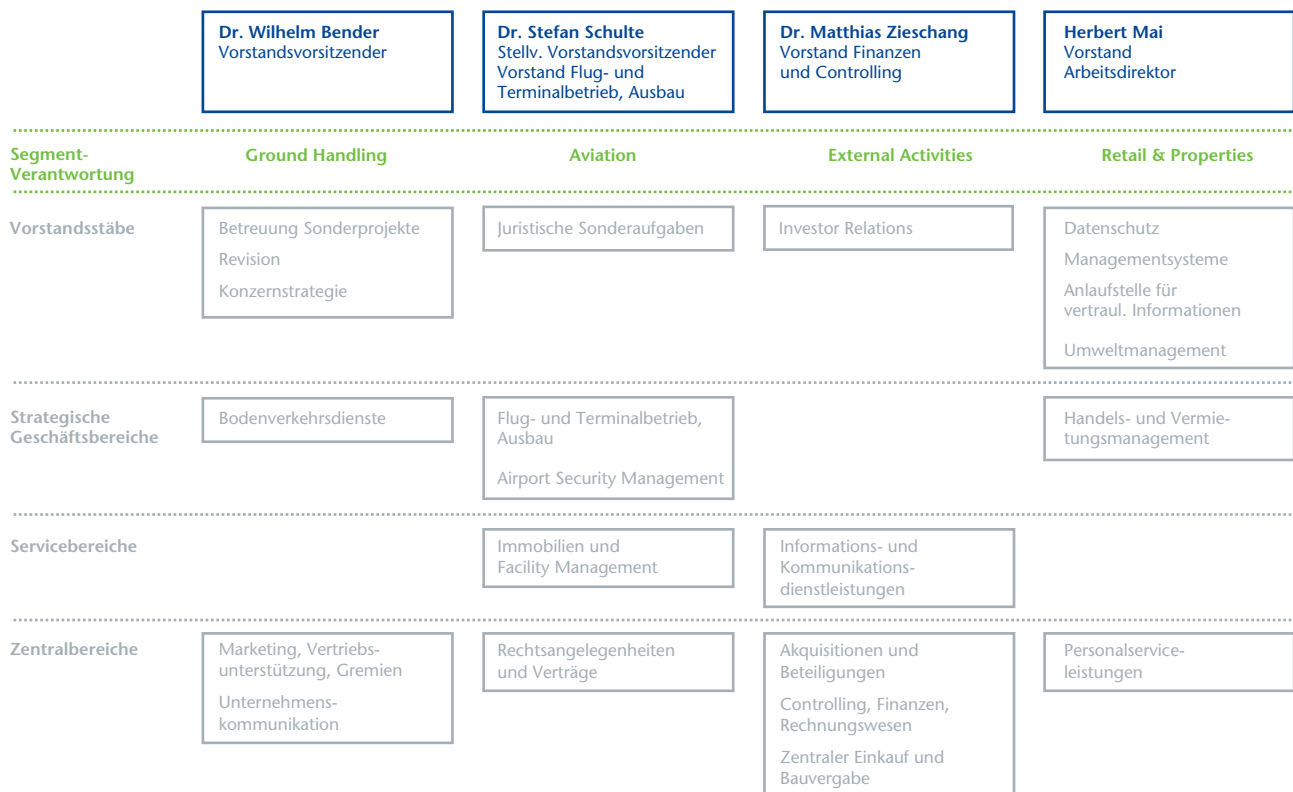 Dr. Wilhelm Bender
Vorstandsvorsitzender
Dr. Stefan Schulte
Stellv. Vorstandsvorsitzender
Vorstand Flug- und
Terminalbetrieb, Ausbau
Dr. Matthias Zieschang
Vorstand Finanzen
und Controlling
Herbert Mai
Vorstand
Arbeitsdirektor
Segment-
Verantwortung
Ground Handling
Aviation
External Activities
Retail & Properties
Vorstandsstäbe
Betreuung Sonderprojekte
Revision
Konzernstrategie
Juristische Sonderaufgaben
Investor Relations
Datenschutz
Managementsysteme
Anlaufstelle für
vertraul. Informationen
Umweltmanagement
Strategische
Geschäftsbereiche
Bodenverkehrsdienste
Flug- und Terminalbetrieb,
Ausbau
Airport Security Management
Handels- und Vermie-
tungsmanagement
Servicebereiche
Immobilien und
Facility Management
Informations- und
Kommunikations-
dienstleistungen
Zentralbereiche
Marketing, Vertriebs-
unterstützung, Gremien
Unternehmens-
kommunikation
Rechtsangelegenheiten
und Verträge
Akquisitionen und
Beteiligungen
Controlling, Finanzen,
Rechnungswesen
Zentraler Einkauf und
Bauvergabe
Personalservice-
leistungen